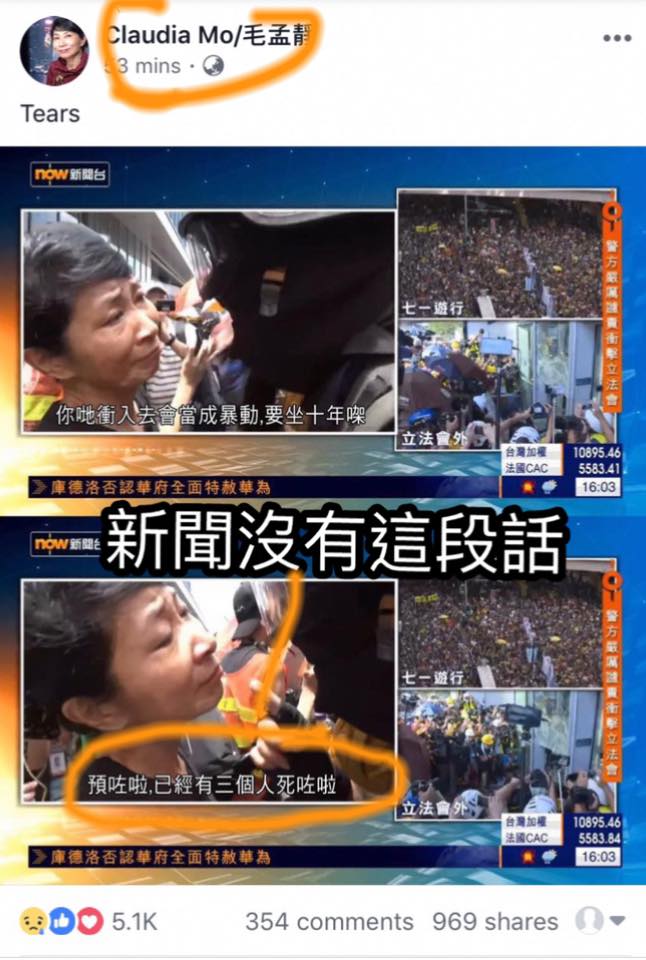 Claudia Mo/毛孟靜
53 mins ·
Tears
now 新聞台
七一遊行
警方嚴厲譴責衝擊立法會
你哋衝入去會當成暴動,要坐十年㗎
立法會外
台灣加權 10895.46
法國CAC 5583.41
庫德洛否認華府全面特赦華為
16:03
now 新聞台
新聞沒有這段話
七一遊行
警方嚴厲譴責衝擊立法會
預咗啦,已經有三個人死咗啦
立法會外
台灣加權 10895.46
法國CAC 5583.84
庫德洛否認華府全面特赦華為
16:03
5.1K 354 comments 969 shares